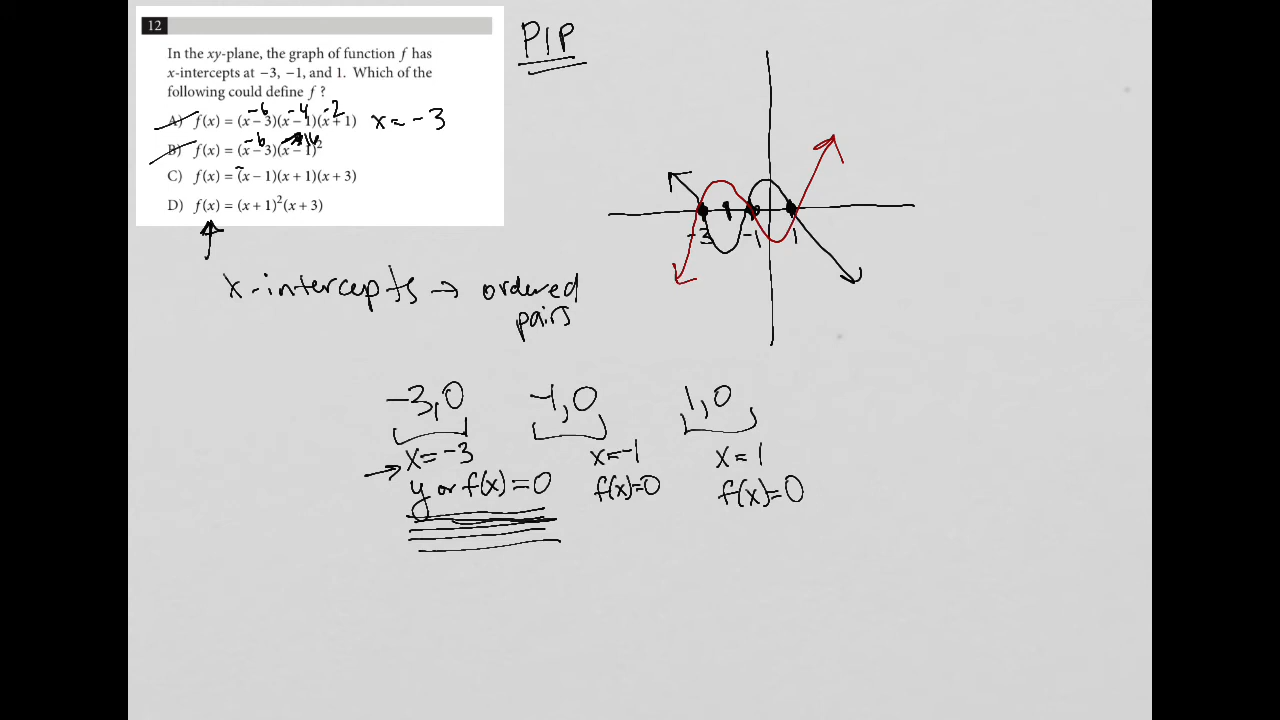 12
PIP
In the xy-plane, the graph of function f has
x-intercepts at −3, −1, and 1. Which of the
following could define f ?
-6 -4 -2
A) f(x) = (x − 3)(x − 1)(x + 1)
x = -3
-6
B) f(x) = (x − 3)(x − 1)²
C) f(x) = (x − 1)(x + 1)(x + 3)
D) f(x) = (x + 1)²(x + 3)
-3 -1 1
x-intercepts → ordered
pairs
-3,0 -1,0 1,0
x = -3 x = -1 x = 1
y or f(x) = 0 f(x)=0 f(x)=0